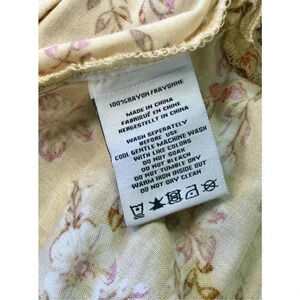 100%RAYON/RAYONNE
MADE IN CHINA
FABRIQUÉ EN CHINE
HERGESTELLT IN CHINA
WASH SEPERATELY
BEFORE USE
COOL GENTLE MACHINE WASH
WITH LIKE COLORS
DO NOT SOAK
DO NOT BLEACH
DO NOT TUMBLE DRY
WARM IRON INSIDE OUT
DO NOT DRY CLEAN